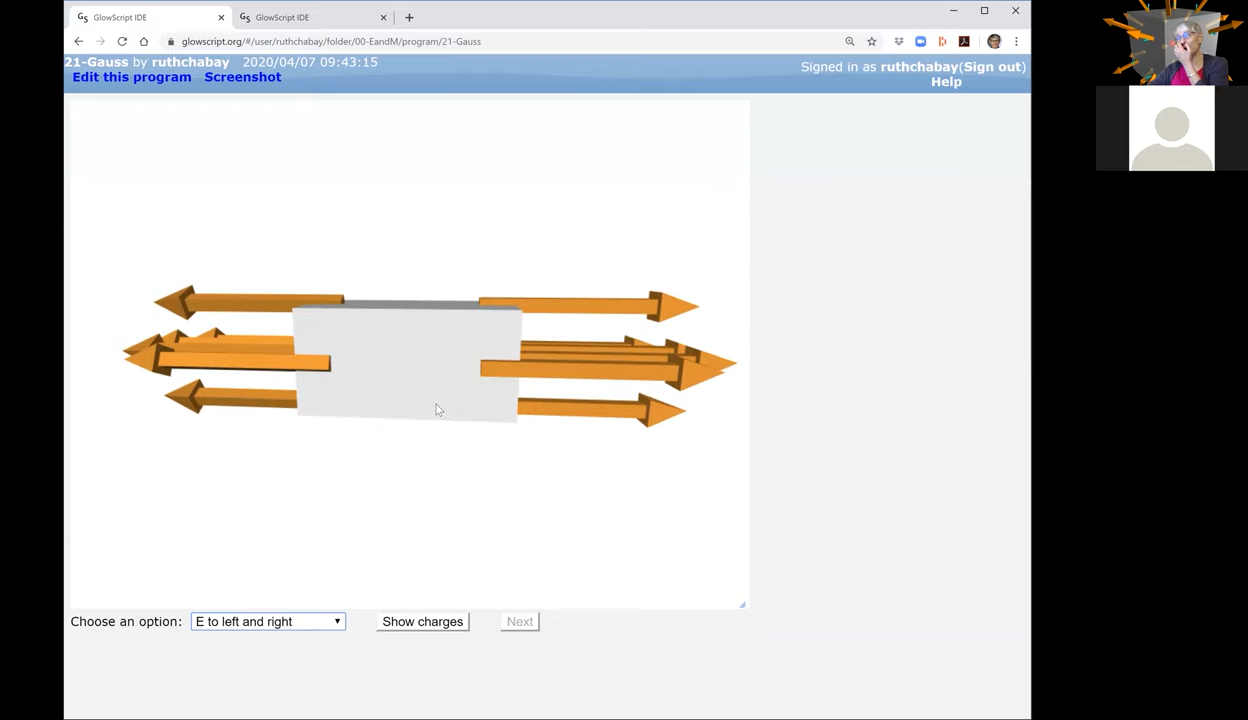 GlowScript IDE
GlowScript IDE
glowscript.org/#/user/ruthchabay/folder/00-EandM/program/21-Gauss
21-Gauss by ruthchabay 2020/04/07 09:43:15
Signed in as ruthchabay(Sign out)
Edit this program Screenshot
Help
Choose an option: E to left and right Show charges Next